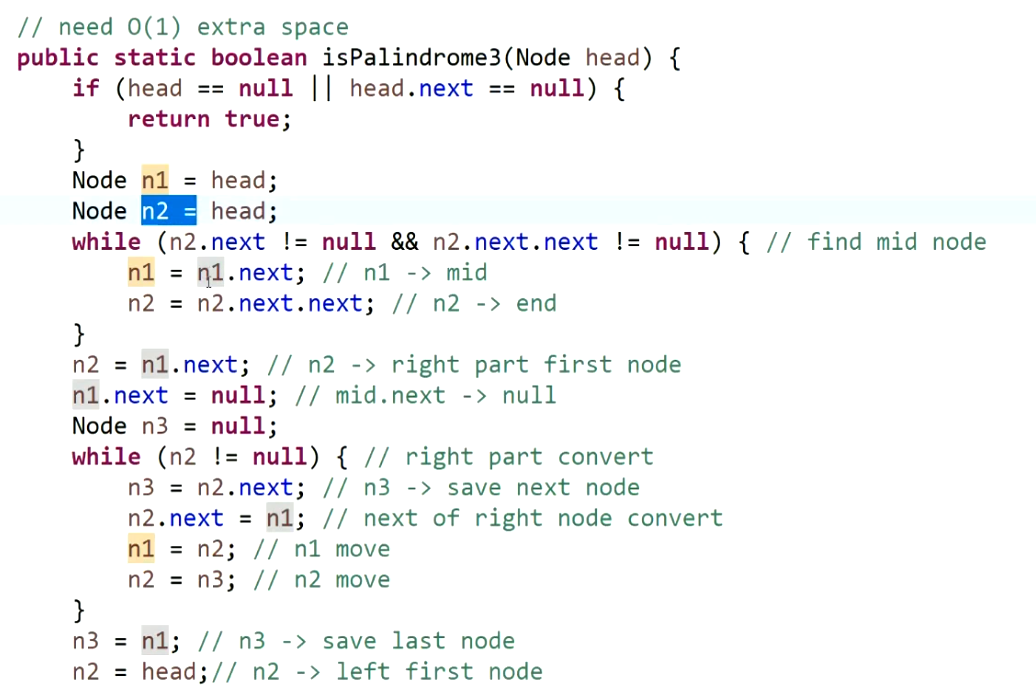 // need O(1) extra space
public static boolean isPalindrome3(Node head) {
if (head == null || head.next == null) {
return true;
}
Node n1 = head;
Node n2 = head;
while (n2.next != null && n2.next.next != null) { // find mid node
n1 = n1.next; // n1 -> mid
n2 = n2.next.next; // n2 -> end
}
n2 = n1.next; // n2 -> right part first node
n1.next = null; // mid.next -> null
Node n3 = null;
while (n2 != null) { // right part convert
n3 = n2.next; // n3 -> save next node
n2.next = n1; // next of right node convert
n1 = n2; // n1 move
n2 = n3; // n2 move
}
n3 = n1; // n3 -> save last node
n2 = head;// n2 -> left first node